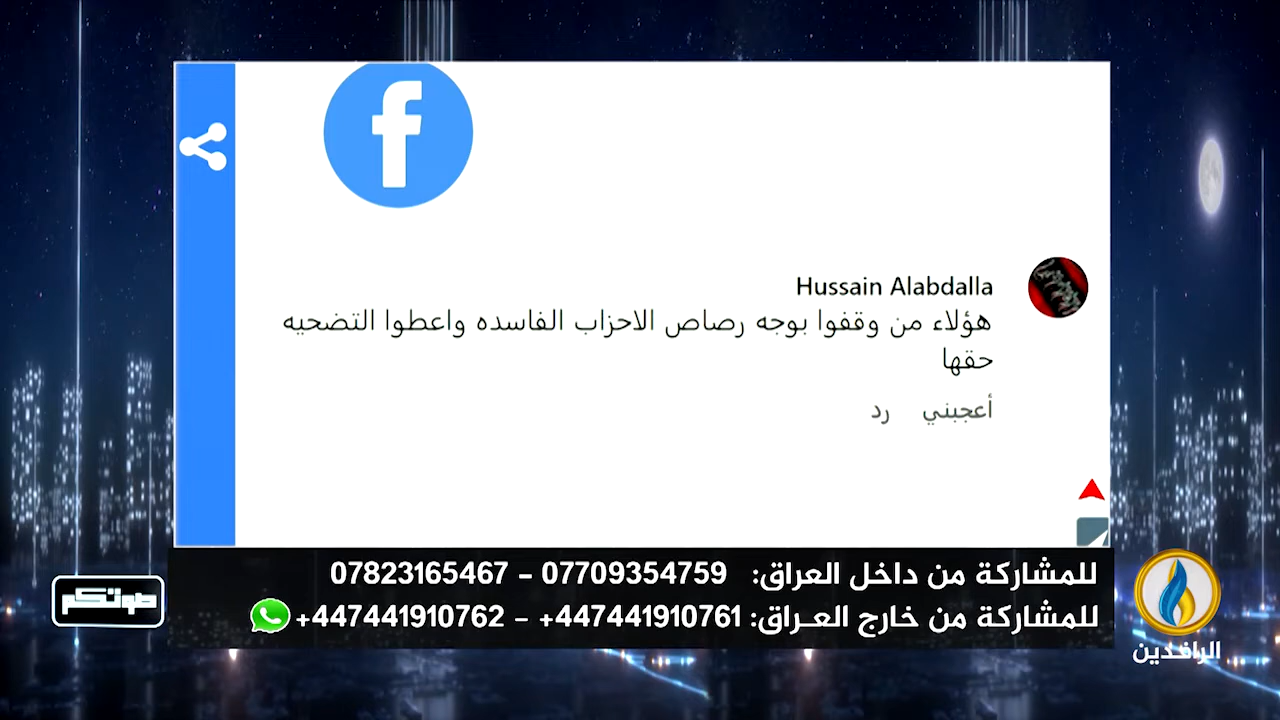 Hussain Alabdalla
هؤلاء من وقفوا بوجه رصاص الاحزاب الفاسده واعطوا التضحيه
حقها
أعجبني رد
للمشاركة من داخل العراق: 07709354759 - 07823165467
للمشاركة من خارج العـراق: 447441910761+ - 447441910762+
صوتكم
الرافدين